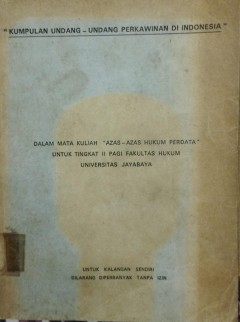 "KUMPULAN UNDANG - UNDANG PERKAWINAN DI INDONESIA"
DALAM MATA KULIAH "AZAS-AZAS HUKUM PERDATA"
UNTUK TINGKAT II PAGI FAKULTAS HUKUM
UNIVERSITAS JAYABAYA
UNTUK KALANGAN SENDIRI
DILARANG DIPERBANYAK TANPA IZIN